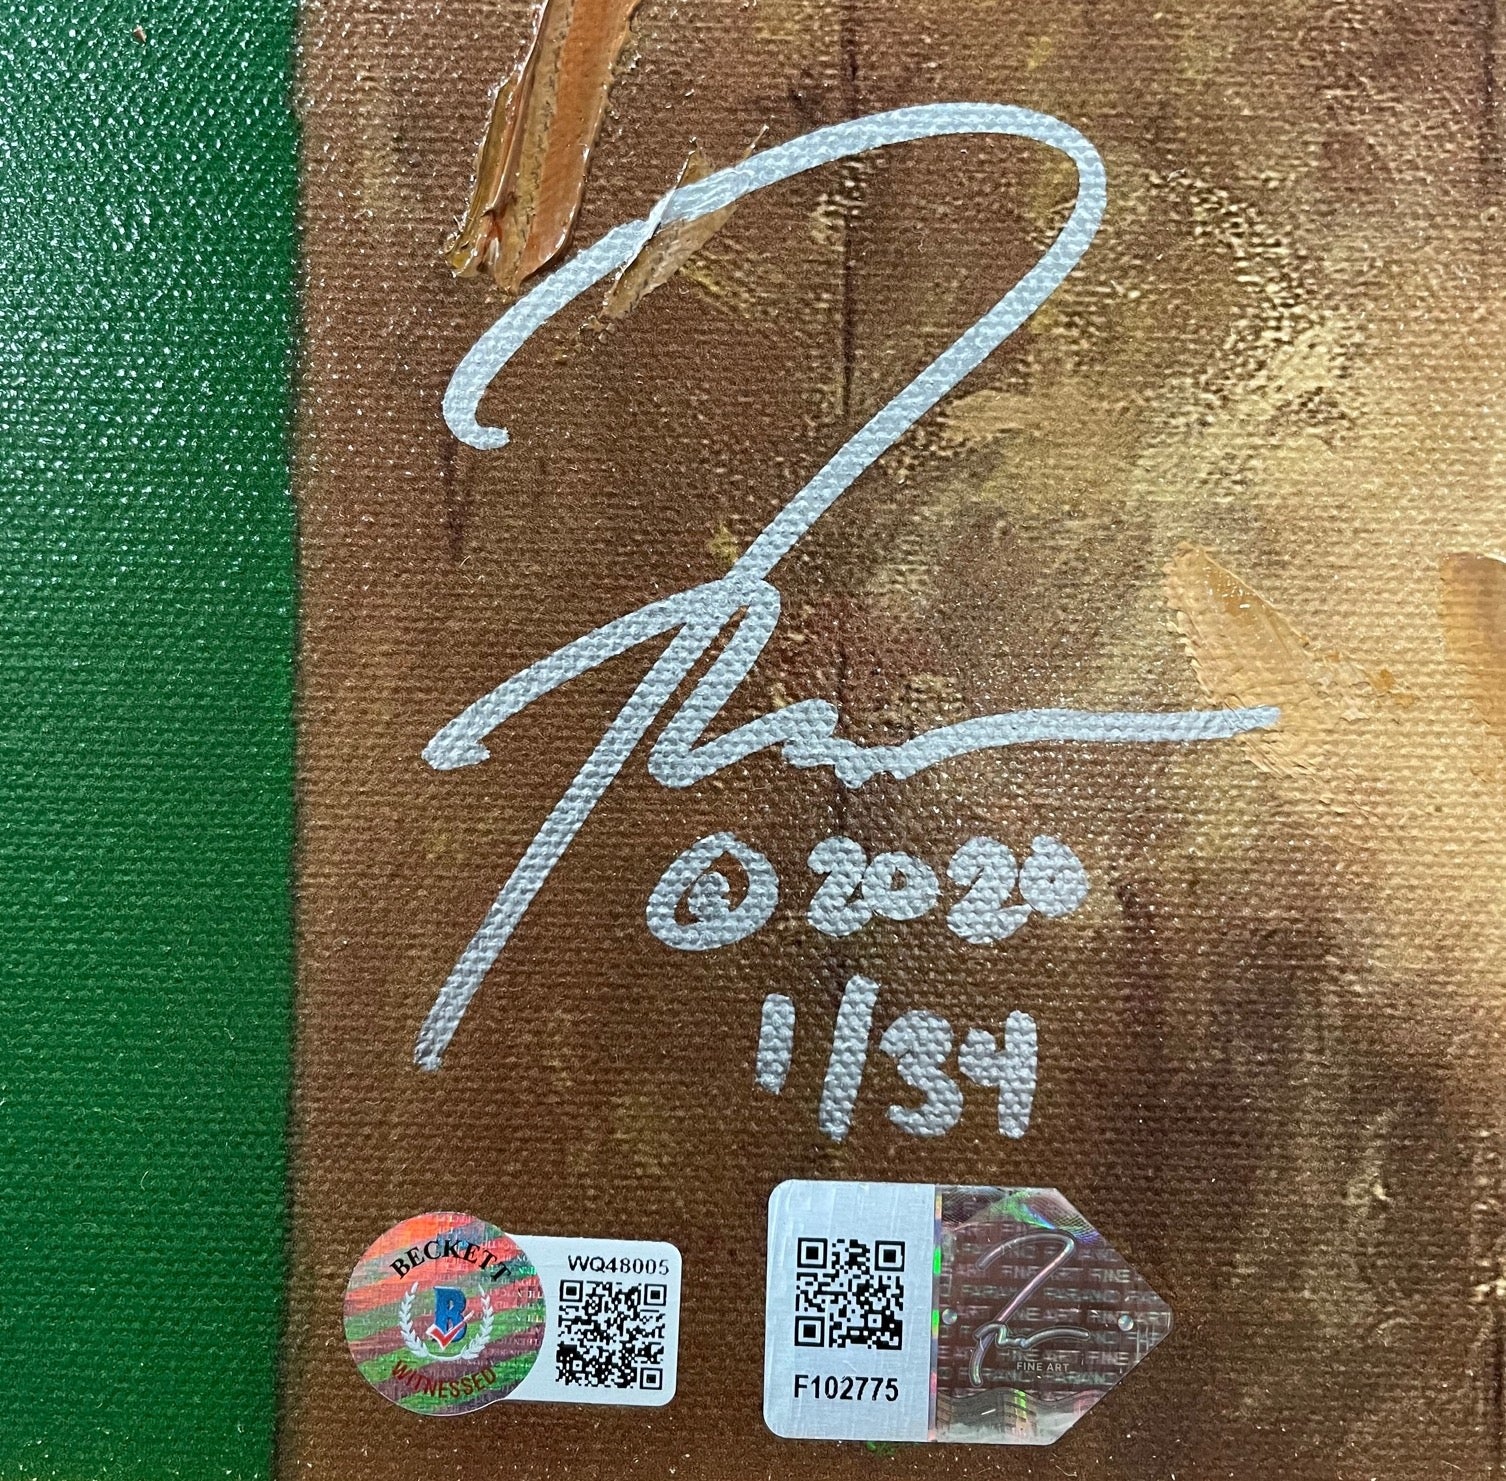 © 2020
1/34
BECKETT
B
WITNESSED
WQ48005
F102775
FINE ART